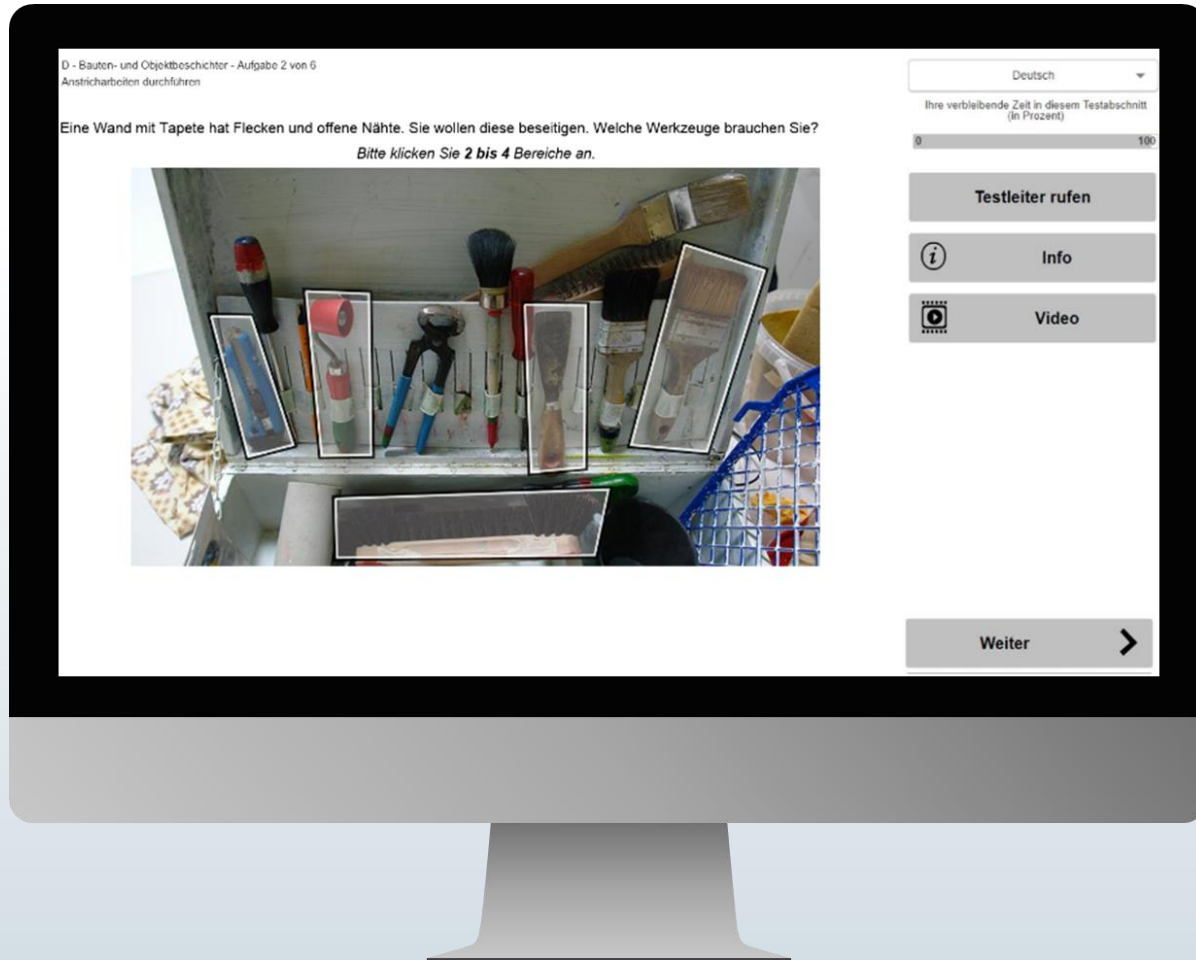 D - Bauten- und Objektbeschichter - Aufgabe 2 von 6
Anstricharbeiten durchführen
Eine Wand mit Tapete hat Flecken und offene Nähte. Sie wollen diese beseitigen. Welche Werkzeuge brauchen Sie?
Bitte klicken Sie 2 bis 4 Bereiche an.
Deutsch
Ihre verbleibende Zeit in diesem Testabschnitt
(in Prozent)
0 100
Testleiter rufen
Info
Video
Weiter